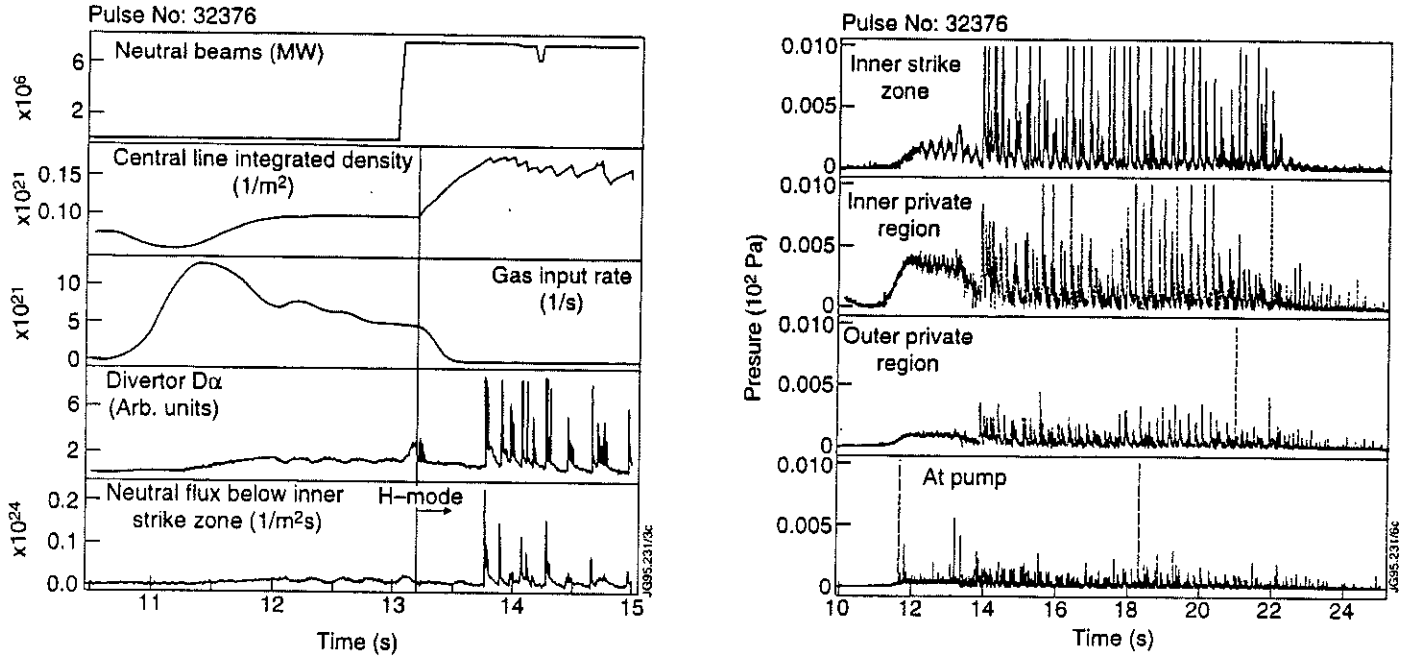 Pulse No: 32376
Neutral beams (MW)
x10⁶
6
2
Central line integrated density
(1/m²)
x10²¹
0.15
0.10
Gas input rate
(1/s)
x10²¹
10
5
0
Divertor Dα
(Arb. units)
6
2
Neutral flux below inner
strike zone (1/m²s)
H–mode
x10²⁴
0.2
0.1
0.0
11 12 13 14 15
Time (s)
JG95.231/3c
Pulse No: 32376
Presure (10² Pa)
0.010
Inner strike
zone
0.005
0
0.010
Inner private
region
0.005
0
0.010
Outer private
region
0.005
0
0.010
At pump
0.005
0
10 12 14 16 18 20 22 24
Time (s)
JG95.231/6c